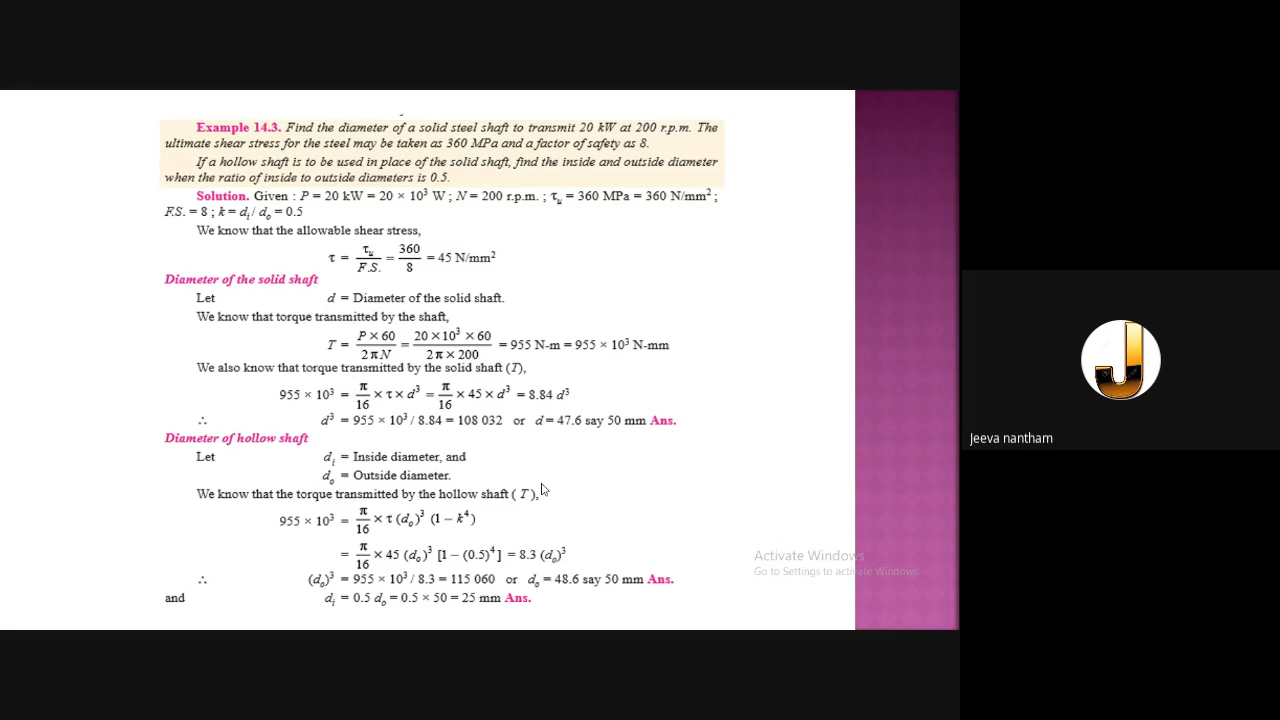 Example 14.3. Find the diameter of a solid steel shaft to transmit 20 kW at 200 r.p.m. The
ultimate shear stress for the steel may be taken as 360 MPa and a factor of safety as 8.
If a hollow shaft is to be used in place of the solid shaft, find the inside and outside diameter
when the ratio of inside to outside diameters is 0.5.
Solution. Given : P = 20 kW = 20 × 10³ W ; N = 200 r.p.m. ; τᵤ = 360 MPa = 360 N/mm² ;
F.S. = 8 ; k = dᵢ / dₒ = 0.5
We know that the allowable shear stress,
τ = τᵤ / F.S. = 360 / 8 = 45 N/mm²
Diameter of the solid shaft
Let d = Diameter of the solid shaft.
We know that torque transmitted by the shaft,
T = P × 60 / 2 π N = 20 × 10³ × 60 / 2 π × 200 = 955 N-m = 955 × 10³ N-mm
We also know that torque transmitted by the solid shaft (T),
955 × 10³ = π / 16 × τ × d³ = π / 16 × 45 × d³ = 8.84 d³
∴ d³ = 955 × 10³ / 8.84 = 108 032 or d = 47.6 say 50 mm Ans.
Diameter of hollow shaft
Let dᵢ = Inside diameter, and
dₒ = Outside diameter.
We know that the torque transmitted by the hollow shaft ( T ),
955 × 10³ = π / 16 × τ (dₒ)³ (1 − k⁴)
= π / 16 × 45 (dₒ)³ [1 − (0.5)⁴] = 8.3 (dₒ)³
∴ (dₒ)³ = 955 × 10³ / 8.3 = 115 060 or dₒ = 48.6 say 50 mm Ans.
and dᵢ = 0.5 dₒ = 0.5 × 50 = 25 mm Ans.
Activate Windows
Go to Settings to activate Windows.
J
Jeeva nantham